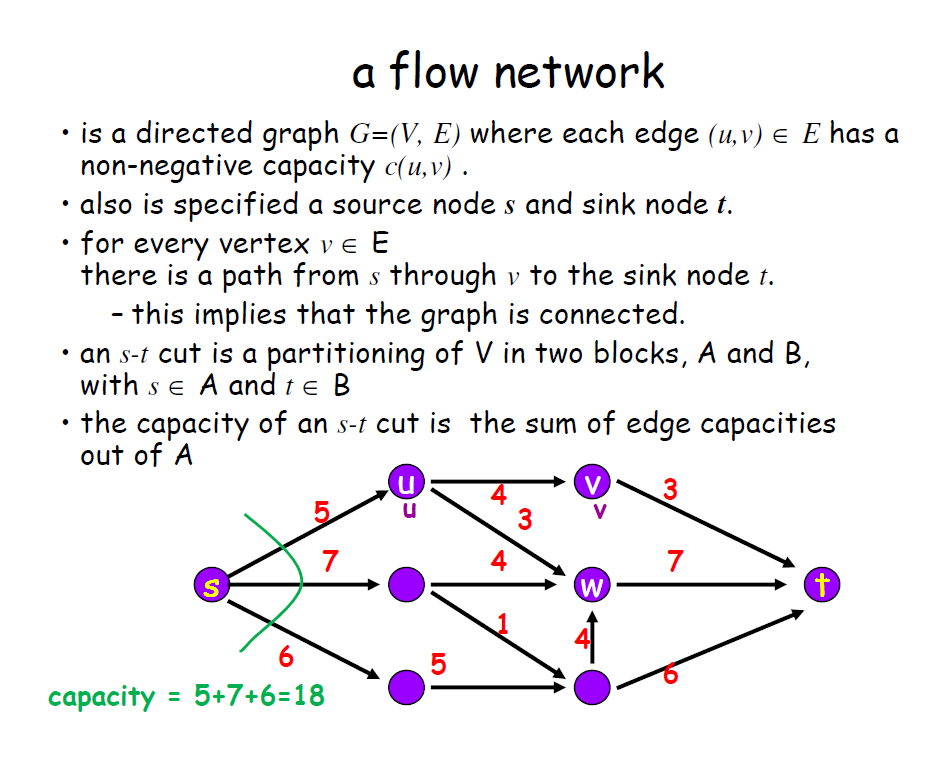 a flow network
• is a directed graph G=(V, E) where each edge (u,v) ∈ E has a
non-negative capacity c(u,v) .
• also is specified a source node s and sink node t.
• for every vertex v ∈ E
there is a path from s through v to the sink node t.
– this implies that the graph is connected.
• an s-t cut is a partitioning of V in two blocks, A and B,
with s ∈ A and t ∈ B
• the capacity of an s-t cut is the sum of edge capacities
out of A
u
v
4
3
5
u
3
v
7
4
7
s
w
t
1
4
6
5
6
capacity = 5+7+6=18